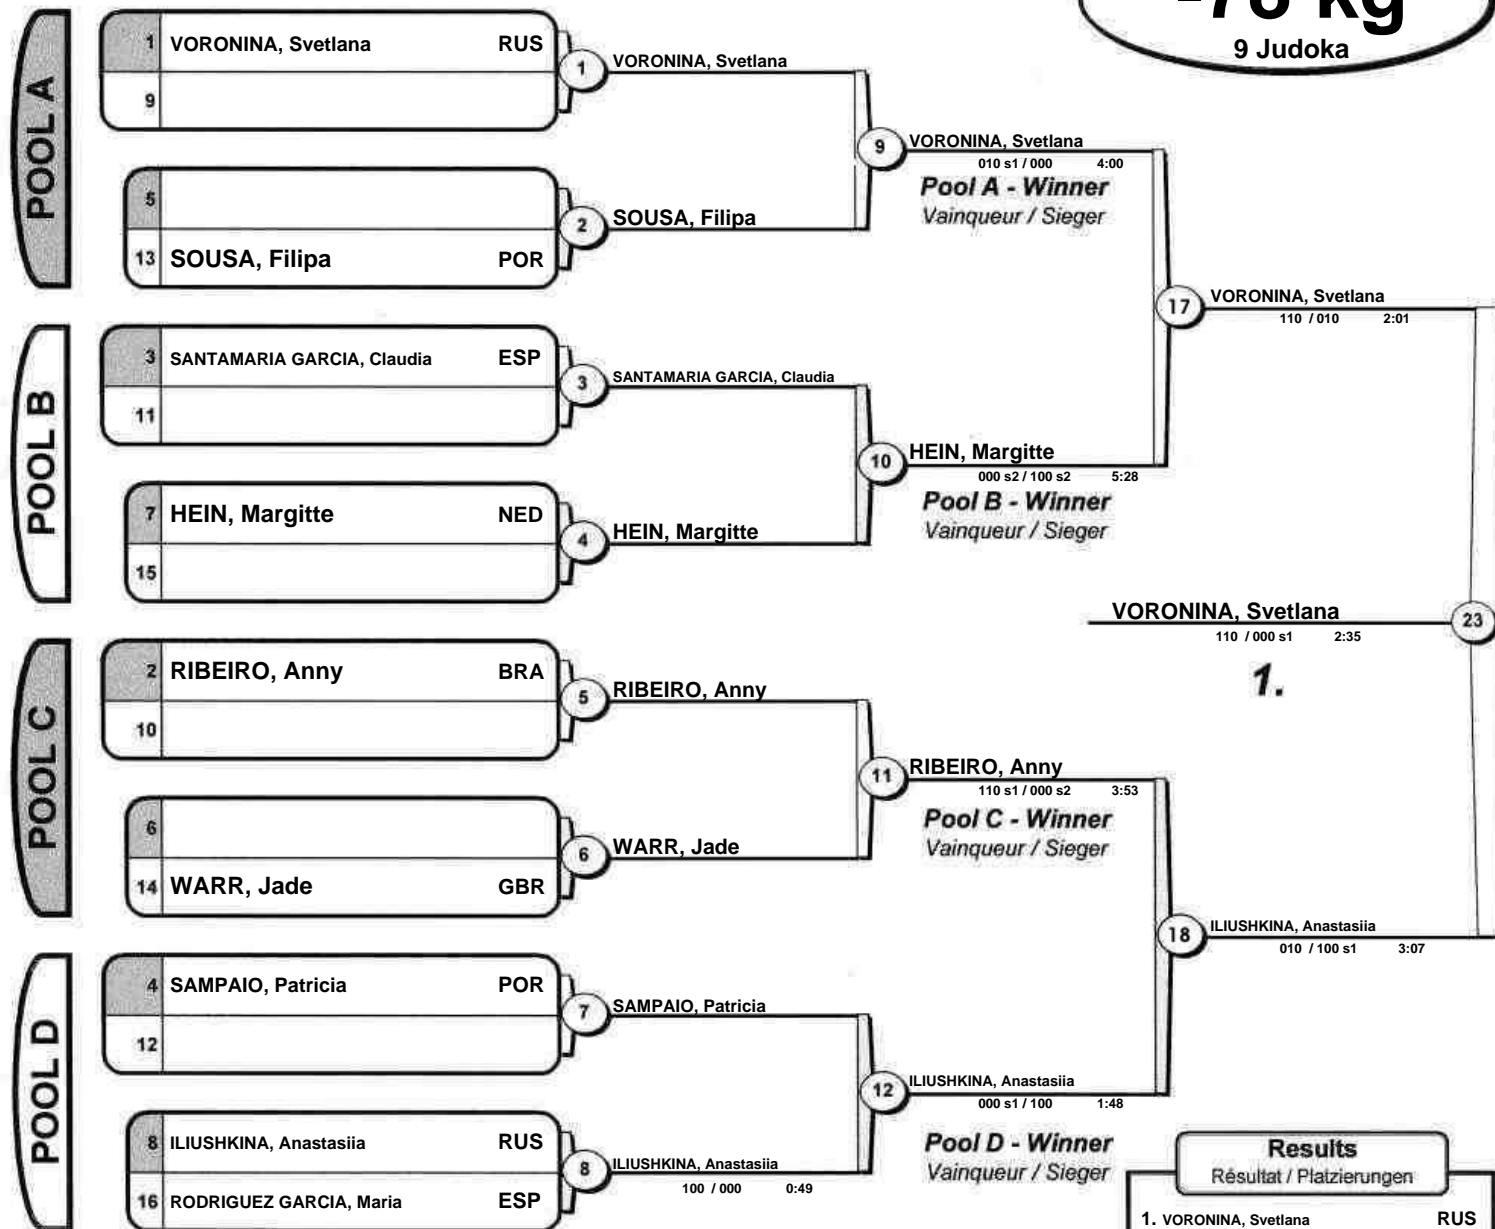 -78 kg
9 Judoka
POOL A
1 VORONINA, Svetlana RUS
9
1 VORONINA, Svetlana
5
13 SOUSA, Filipa POR
2 SOUSA, Filipa
9 VORONINA, Svetlana
010 s1 / 000 4:00
Pool A - Winner
Vainqueur / Sieger
POOL B
3 SANTAMARIA GARCIA, Claudia ESP
11
3 SANTAMARIA GARCIA, Claudia
7 HEIN, Margitte NED
15
4 HEIN, Margitte
10 HEIN, Margitte
000 s2 / 100 s2 5:28
Pool B - Winner
Vainqueur / Sieger
17 VORONINA, Svetlana
110 / 010 2:01
VORONINA, Svetlana 23
110 / 000 s1 2:35
1.
POOL C
2 RIBEIRO, Anny BRA
10
5 RIBEIRO, Anny
6
14 WARR, Jade GBR
6 WARR, Jade
11 RIBEIRO, Anny
110 s1 / 000 s2 3:53
Pool C - Winner
Vainqueur / Sieger
18 ILIUSHKINA, Anastasiia
010 / 100 s1 3:07
POOL D
4 SAMPAIO, Patricia POR
12
7 SAMPAIO, Patricia
8 ILIUSHKINA, Anastasiia RUS
16 RODRIGUEZ GARCIA, Maria ESP
8 ILIUSHKINA, Anastasiia
100 / 000 0:49
12 ILIUSHKINA, Anastasiia
000 s1 / 100 1:48
Pool D - Winner
Vainqueur / Sieger
Results
Résultat / Platzierungen
1. VORONINA, Svetlana RUS